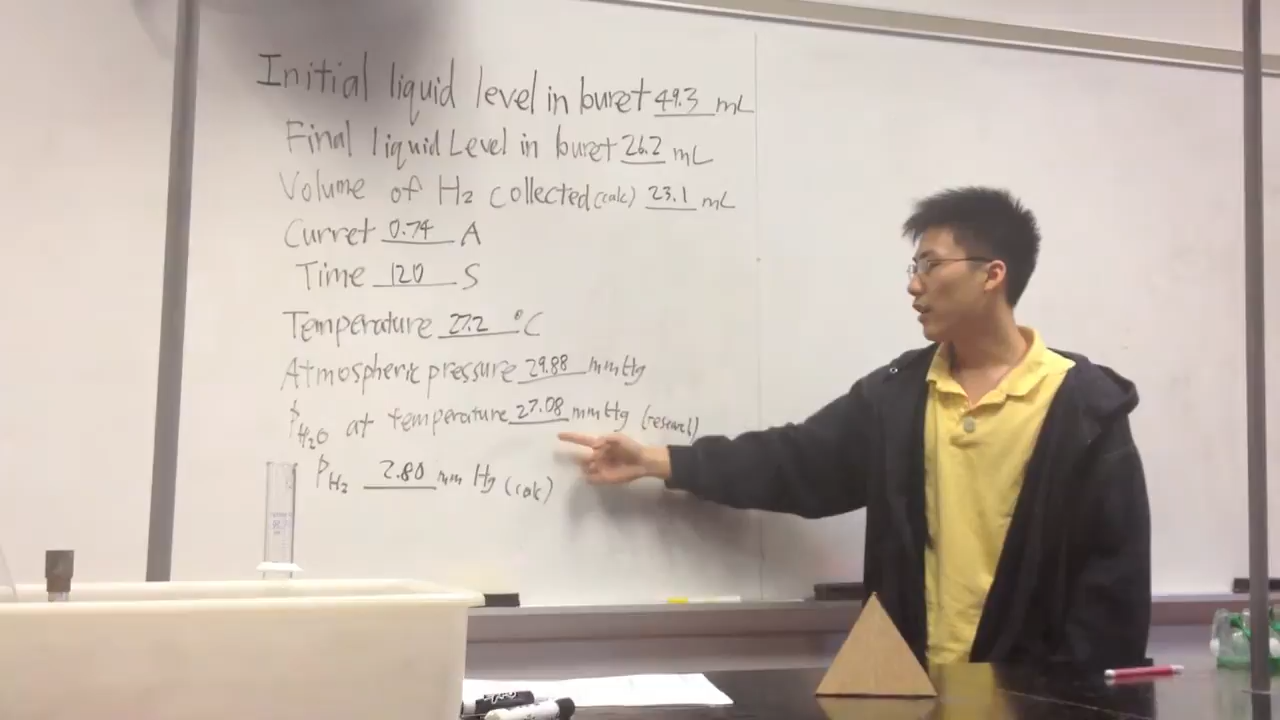 Initial liquid level in buret 49.3 mL
Final liquid Level in buret 26.2 mL
Volume of H2 collected (calc) 23.1 mL
Curret 0.74 A
Time 120 S
Temperature 27.2 °C
Atmospheric pressure 29.88 mmHg
PH2O at temperature 27.08 mmHg (research)
PH2 2.80 mm Hg (calc)